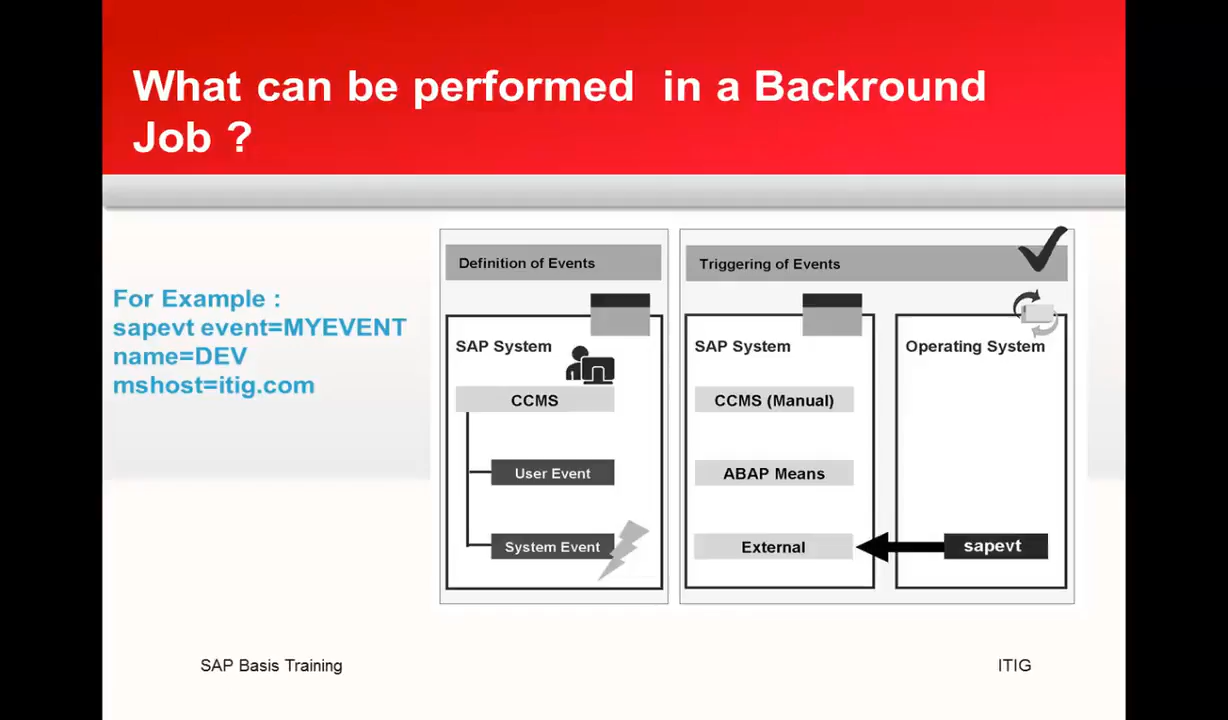 What can be performed in a Backround
Job ?
For Example :
sapevt event=MYEVENT
name=DEV
mshost=itig.com
Definition of Events
SAP System
CCMS
User Event
System Event
Triggering of Events
SAP System
CCMS (Manual)
ABAP Means
External
Operating System
sapevt
SAP Basis Training
ITIG